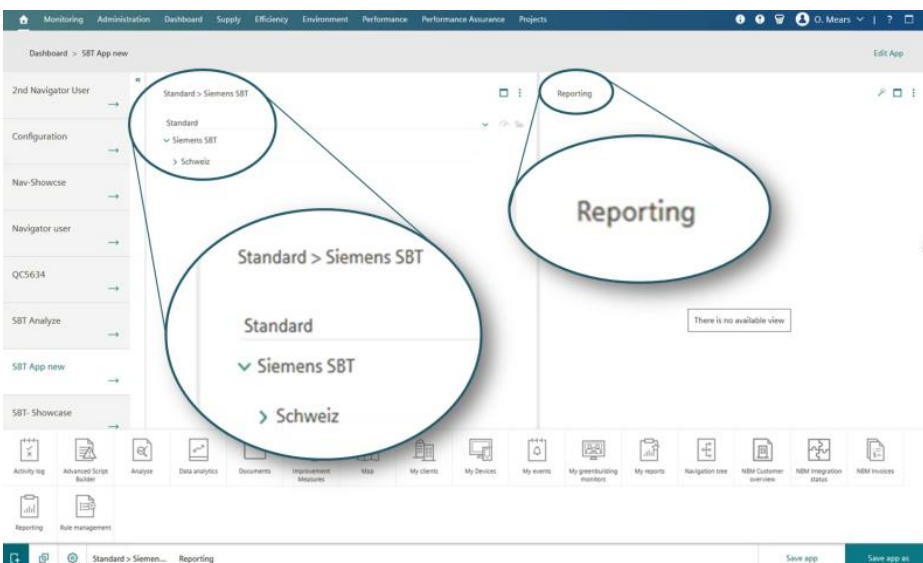 Monitoring Administration Dashboard Supply Efficiency Environment Performance Performance Assurance Projects O. Mears ?
Dashboard > SBT App new Edit App
2nd Navigator User
Configuration
Nav-Showcse
Navigator user
QC5634
SBT Analyze
SBT App new
SBT- Showcase
Standard > Siemens SBT
Standard
Siemens SBT
Schweiz
Reporting
Standard > Siemens SBT
Standard
Siemens SBT
Schweiz
Reporting
There is no available view
Activity log
Advanced Script
Builder
Analyse
Data analytics
Documents
Improvement
Measures
Map
My clients
My Devices
My events
My greenbuilding
monitors
My reports
Navigation tree
NBM Customer
overview
NBM Integration
status
NBM Invoices
Reporting
Rule management
Standard > Siemen... Reporting Save app Save app as